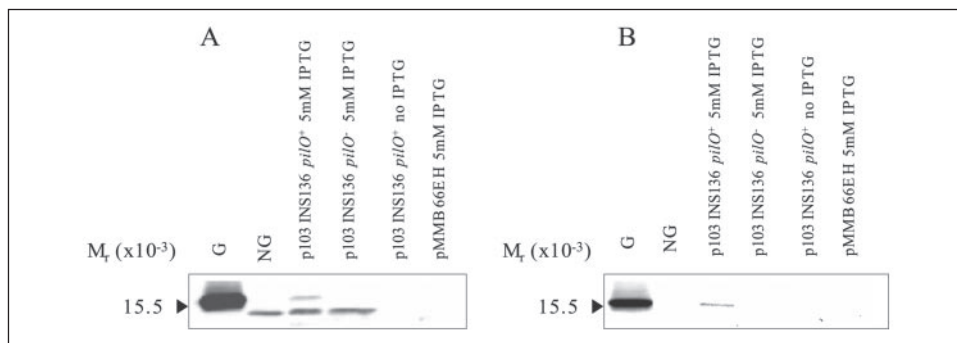 A
B
G
NG
p103 INS136 pilO+ 5mM IPTG
p103 INS136 pilO- 5mM IPTG
p103 INS136 pilO+ no IPTG
pMMB 66EH 5mM IPTG
G
NG
p103 INS136 pilO+ 5mM IPTG
p103 INS136 pilO- 5mM IPTG
p103 INS136 pilO+ no IPTG
pMMB 66EH 5mM IPTG
Mr (x10-3)
Mr (x10-3)
15.5
15.5